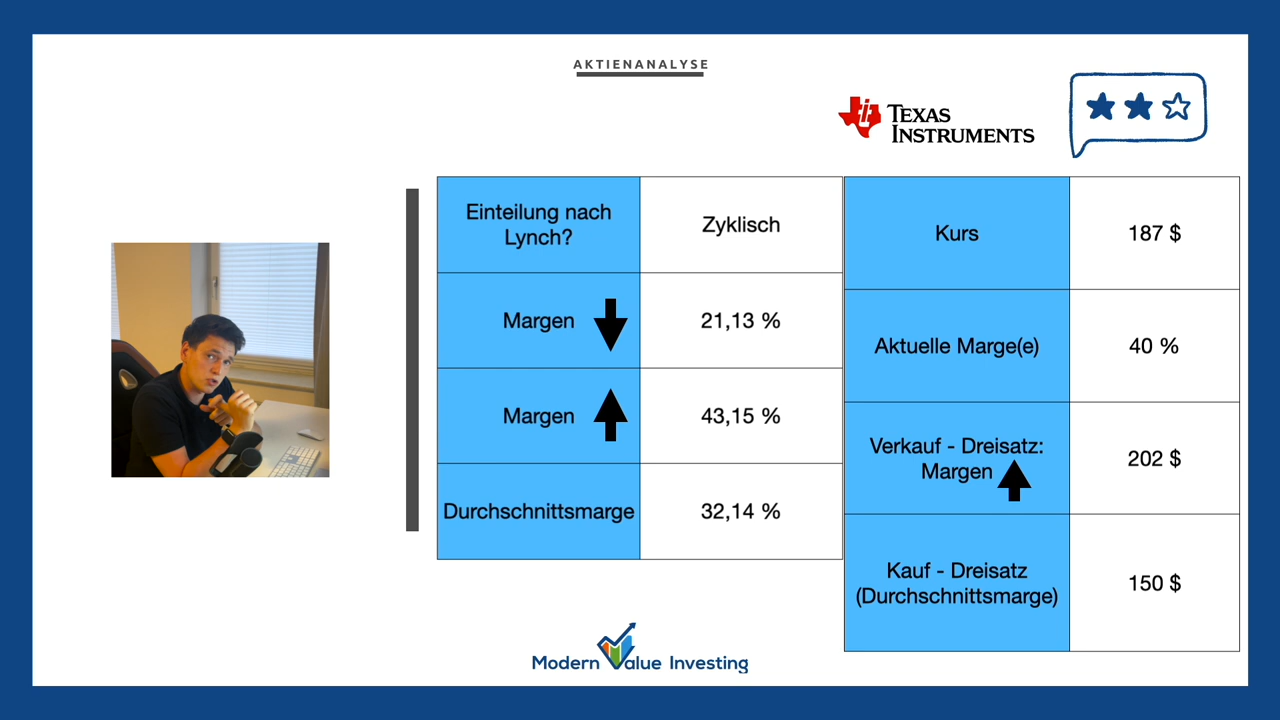 AKTIENANALYSE
TEXAS
INSTRUMENTS
Einteilung nach
Lynch?
Zyklisch
Margen
21,13 %
Margen
43,15 %
Durchschnittsmarge
32,14 %
Kurs
187 $
Aktuelle Marge(e)
40 %
Verkauf - Dreisatz:
Margen
202 $
Kauf - Dreisatz
(Durchschnittsmarge)
150 $
Modern Value Investing